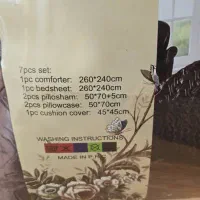 7pcs set:
1pc comforter: 260*240cm
1pc bedsheet: 260*240cm
2pcs pillcsham: 50*70+5cm
2pcs pillowcase: 50*70cm
1pc cushion cover: 45*45cm
WASHING INSTRUCTIONS
MADE IN P.R.